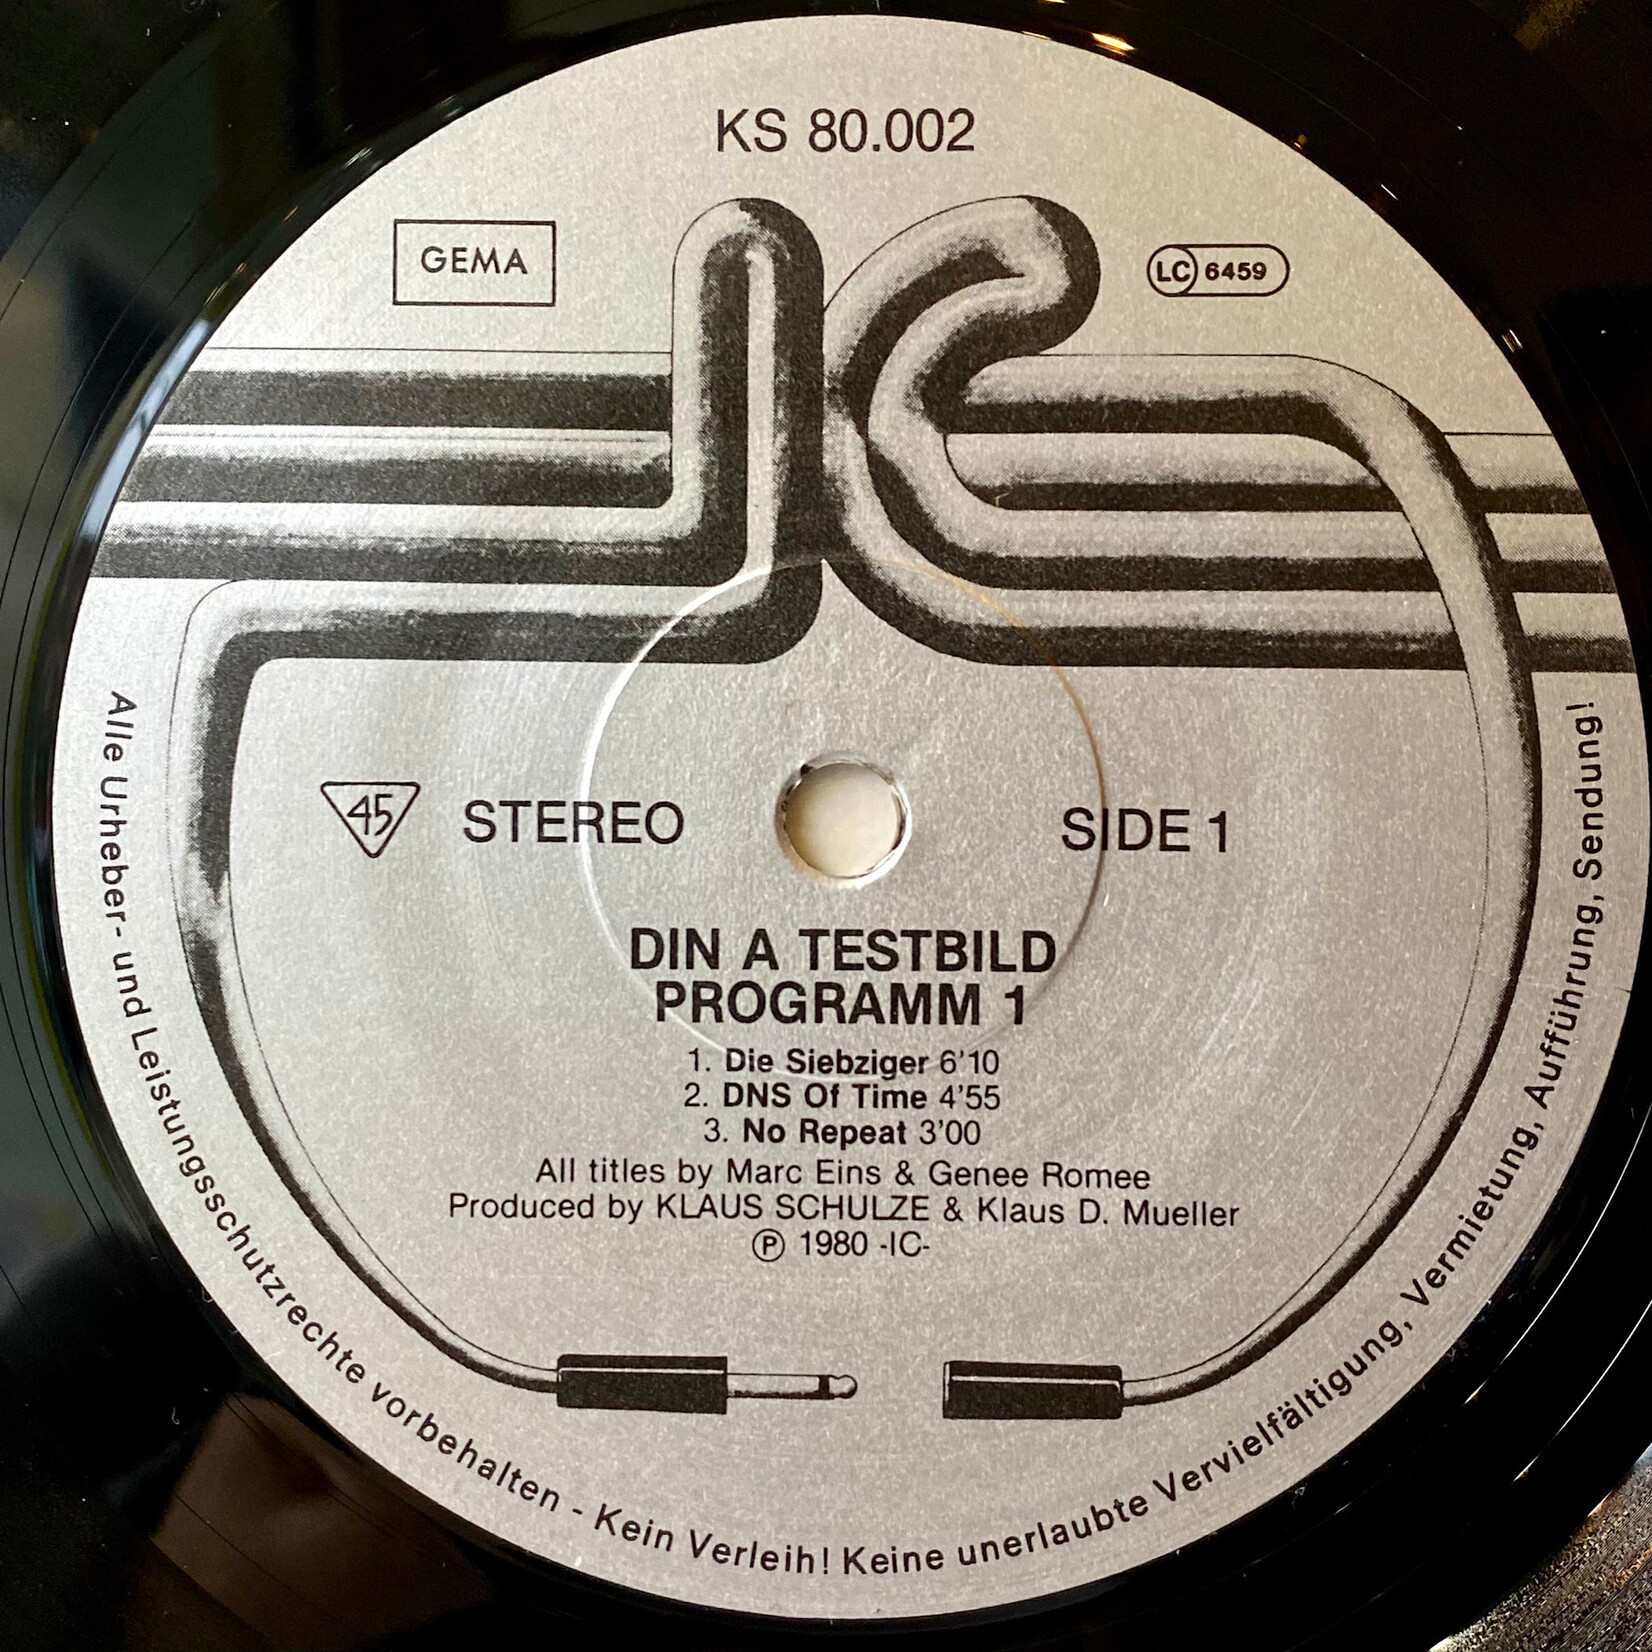 KS 80.002
GEMA
IC
LC 6459
45 STEREO
SIDE 1
DIN A TESTBILD
PROGRAMM 1
1. Die Siebziger 6'10
2. DNS Of Time 4'55
3. No Repeat 3'00
All titles by Marc Eins & Genee Romee
Produced by KLAUS SCHULZE & Klaus D. Mueller
Ⓟ 1980 -IC-
Alle Urheber- und Leistungsschutzrechte vorbehalten - Kein Verleih! Keine unerlaubte Vervielfältigung, Vermietung, Aufführung, Sendung!